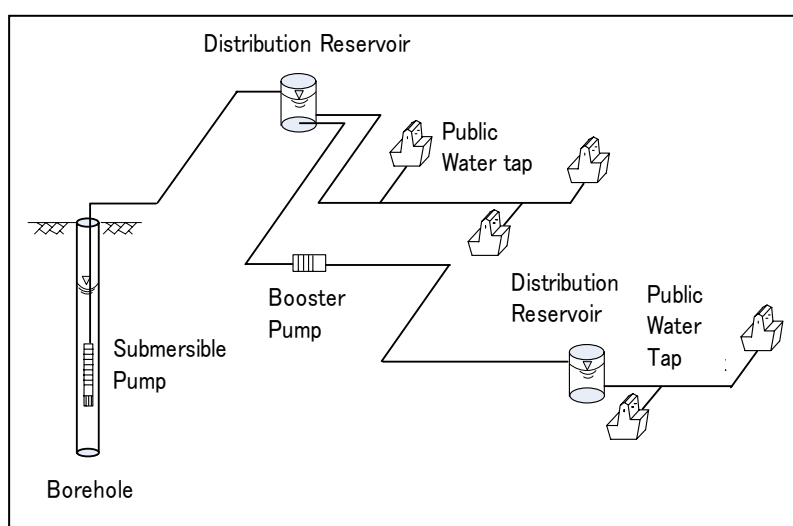 Distribution Reservoir
Public
Water tap
Submersible
Pump
Booster
Pump
Distribution
Reservoir
Public
Water
Tap
Borehole